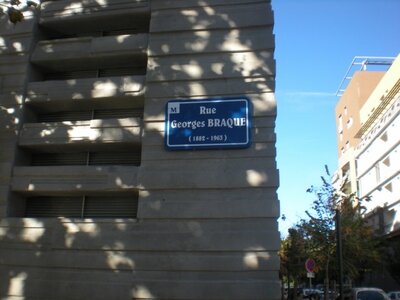 M
Rue
Georges BRAQUE
( 1882 - 1963 )